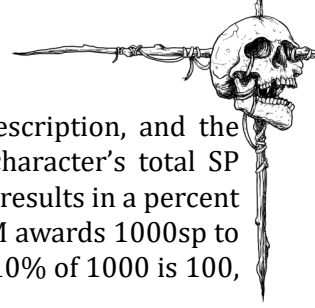 escription, and the
haracter's total SP
results in a percent
M awards 1000sp to
10% of 1000 is 100,